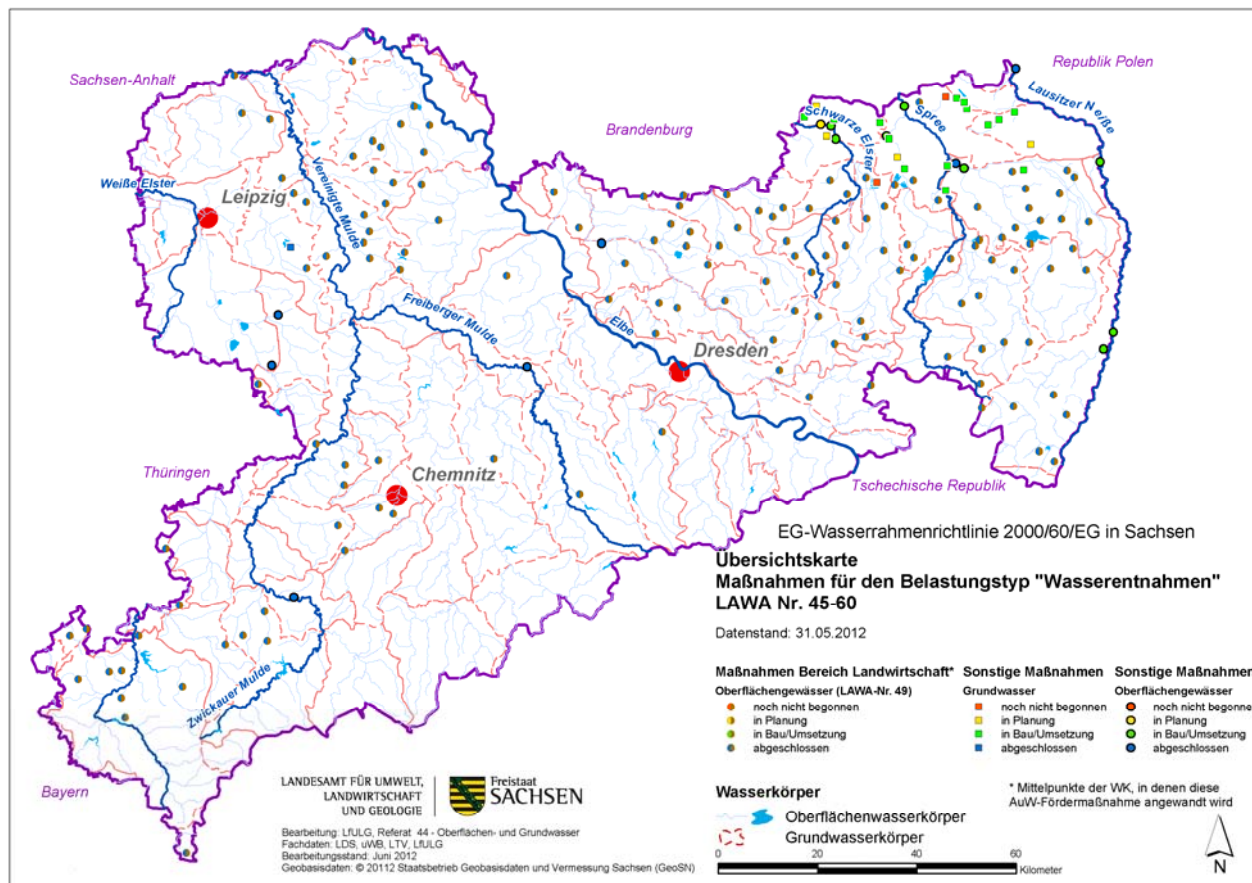 Sachsen-Anhalt
Republik Polen
Lausitzer Neiße
Brandenburg
Schwarze Elster
Spree
Vereinigte Mulde
Weiße Elster
Leipzig
Freiberger Mulde
Elbe
Dresden
Thüringen
Chemnitz
Tschechische Republik
Zwickauer Mulde
Bayern
EG-Wasserrahmenrichtlinie 2000/60/EG in Sachsen
Übersichtskarte
Maßnahmen für den Belastungstyp "Wasserentnahmen"
LAWA Nr. 45-60
Datenstand: 31.05.2012
Maßnahmen Bereich Landwirtschaft*
Oberflächengewässer (LAWA-Nr. 49)
noch nicht begonnen
in Planung
in Bau/Umsetzung
abgeschlossen
Sonstige Maßnahmen
Grundwasser
noch nicht begonnen
in Planung
in Bau/Umsetzung
abgeschlossen
Sonstige Maßnahmen
Oberflächengewässer
noch nicht begonnen
in Planung
in Bau/Umsetzung
abgeschlossen
Wasserkörper
Oberflächenwasserkörper
Grundwasserkörper
* Mittelpunkte der WK, in denen diese
AuW-Fördermaßnahme angewandt wird
0 20 40 60
Kilometer
N
LANDESAMT FÜR UMWELT,
LANDWIRTSCHAFT
UND GEOLOGIE
Freistaat
SACHSEN
Bearbeitung: LfULG, Referat 44 - Oberflächen- und Grundwasser
Fachdaten: LDS, uWB, LTV, LfULG
Bearbeitungsstand: Juni 2012
Geobasisdaten: © 20112 Staatsbetrieb Geobasisdaten und Vermessung Sachsen (GeoSN)